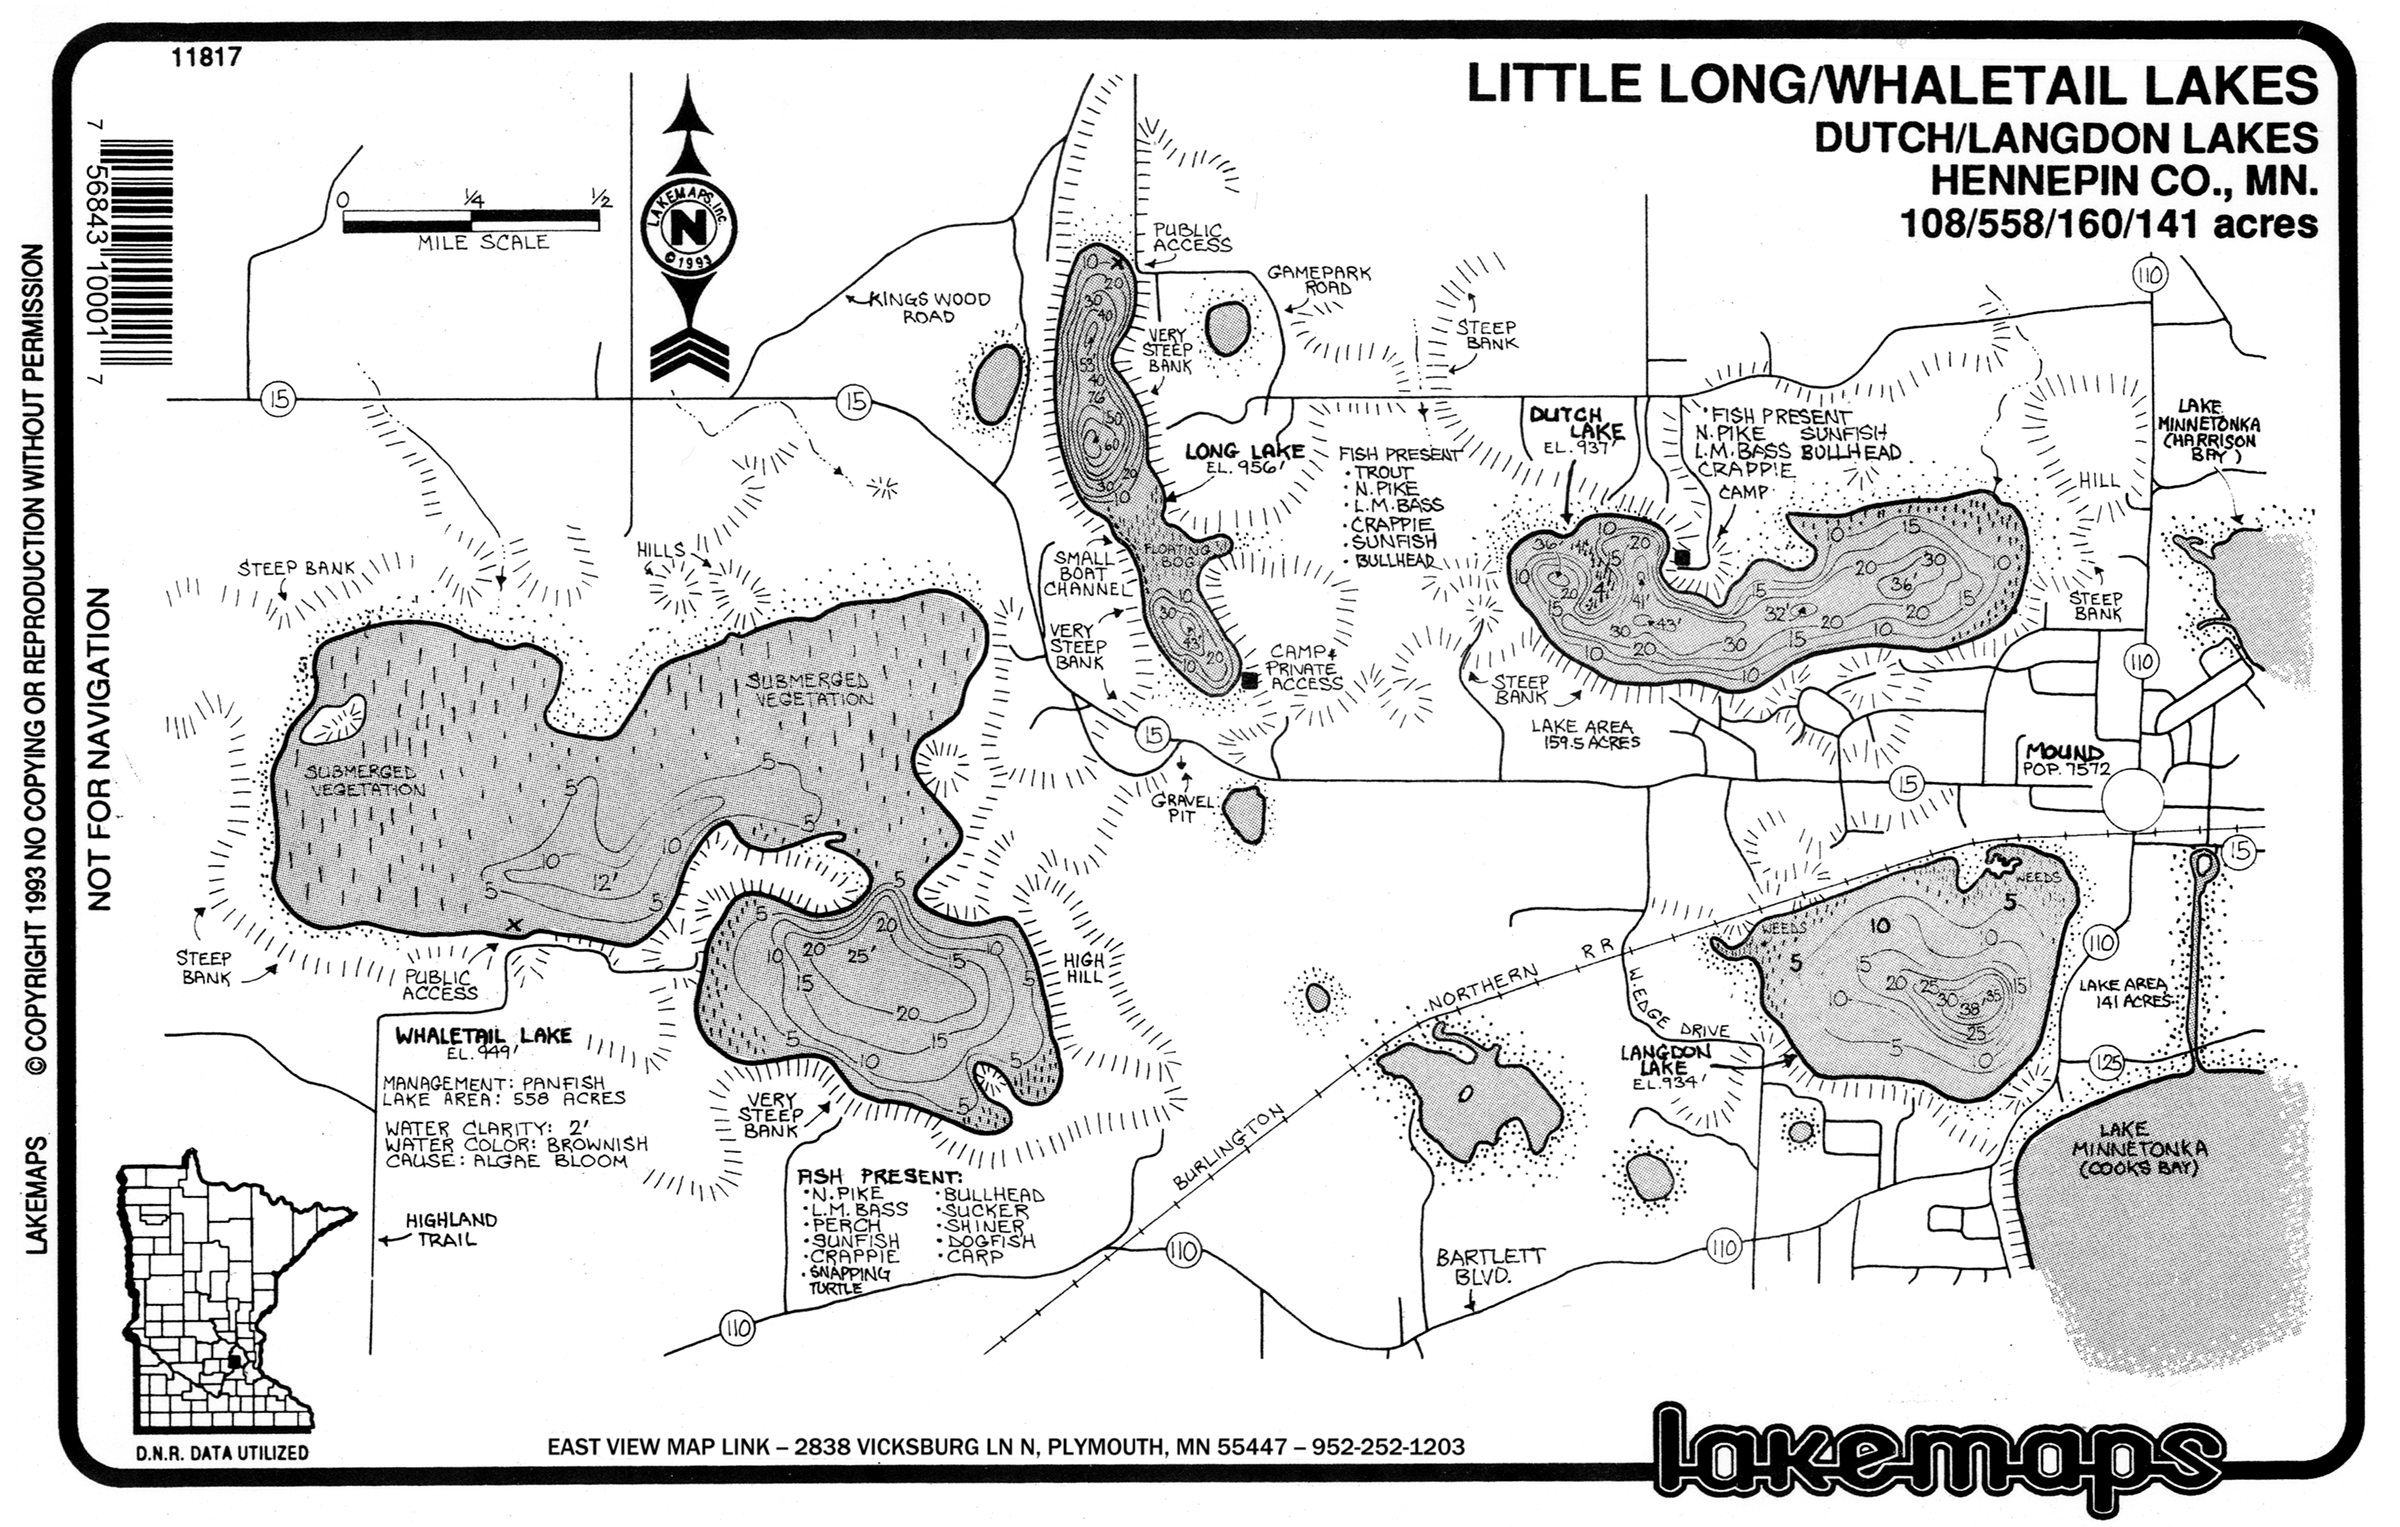 11817
LITTLE LONG/WHALETAIL LAKES
DUTCH/LANGDON LAKES
HENNEPIN CO., MN.
108/558/160/141 acres
7 56843 10001 7
© COPYRIGHT 1993 NO COPYING OR REPRODUCTION WITHOUT PERMISSION
LAKEMAPS
NOT FOR NAVIGATION
0 1/4 1/2
MILE SCALE
LAKEMAPS, Inc.
N
© 1993
PUBLIC
ACCESS
GAMEPARK
ROAD
KINGSWOOD
ROAD
VERY
STEEP
BANK
STEEP
BANK
110
15
15
10
20
30
40
53'
40
76'
50
60
20
30
10
LONG LAKE
EL. 956'
FISH PRESENT
• TROUT
• N. PIKE
• L.M. BASS
• CRAPPIE
• SUNFISH
• BULLHEAD
DUTCH
LAKE
EL. 937'
• FISH PRESENT
N. PIKE SUNFISH
L.M. BASS BULLHEAD
CRAPPIE
CAMP
LAKE
MINNETONKA
(HARRISON
BAY)
HILL
STEEP
BANK
110
SMALL
BOAT
CHANNEL
FLOATING
BOG
10
30
43'
20
10
VERY
STEEP
BANK
CAMP &
PRIVATE
ACCESS
15
GRAVEL
PIT
36'
10
20
15
10
20
15
41'
43'
30
20
10
32'
15
20
15
30
10
10
15
20
30
36'
10
15
20
10
STEEP
BANK
LAKE AREA
159.5 ACRES
MOUND
POP. 7572
15
15
HILLS
STEEP BANK
SUBMERGED
VEGETATION
SUBMERGED
VEGETATION
5
5
5
10
10
12'
5
5
x
STEEP
BANK
PUBLIC
ACCESS
5
5
20
10
20
25'
15
10
15
5
20
15
5
10
5
5
HIGH
HILL
WHALETAIL LAKE
EL. 949'
MANAGEMENT: PANFISH
LAKE AREA: 558 ACRES
WATER CLARITY: 2'
WATER COLOR: BROWNISH
CAUSE: ALGAE BLOOM
VERY
STEEP
BANK
FISH PRESENT:
• N. PIKE
• L.M. BASS
• PERCH
• SUNFISH
• CRAPPIE
• SNAPPING
TURTLE
• BULLHEAD
• SUCKER
• SHINER
• DOGFISH
• CARP
HIGHLAND
TRAIL
110
110
110
BURLINGTON NORTHERN RR
WEDGE DRIVE
BARTLETT
BLVD.
LANGDON
LAKE
EL. 934'
WEEDS
WEEDS
5
10
5
10
5
20
25
30
38'
35
15
25
10
5
10
110
LAKE AREA
141 ACRES
125
LAKE
MINNETONKA
(COOKS BAY)
D.N.R. DATA UTILIZED
EAST VIEW MAP LINK – 2838 VICKSBURG LN N, PLYMOUTH, MN 55447 – 952-252-1203
lakemaps